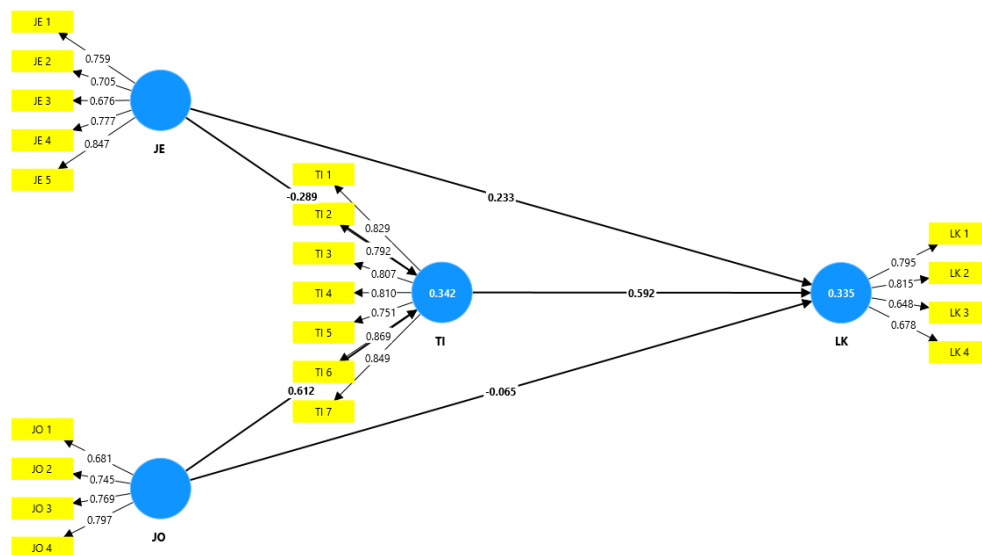 JE 1
JE 2
JE 3
JE 4
JE 5
0.759
0.705
0.676
0.777
0.847
JE
-0.289
0.233
TI 1
TI 2
TI 3
TI 4
TI 5
TI 6
TI 7
0.829
0.792
0.807
0.810
0.751
0.869
0.849
0.342
TI
0.592
0.335
LK
LK 1
LK 2
LK 3
LK 4
0.795
0.815
0.648
0.678
0.612
-0.065
JO 1
JO 2
JO 3
JO 4
0.681
0.745
0.769
0.797
JO